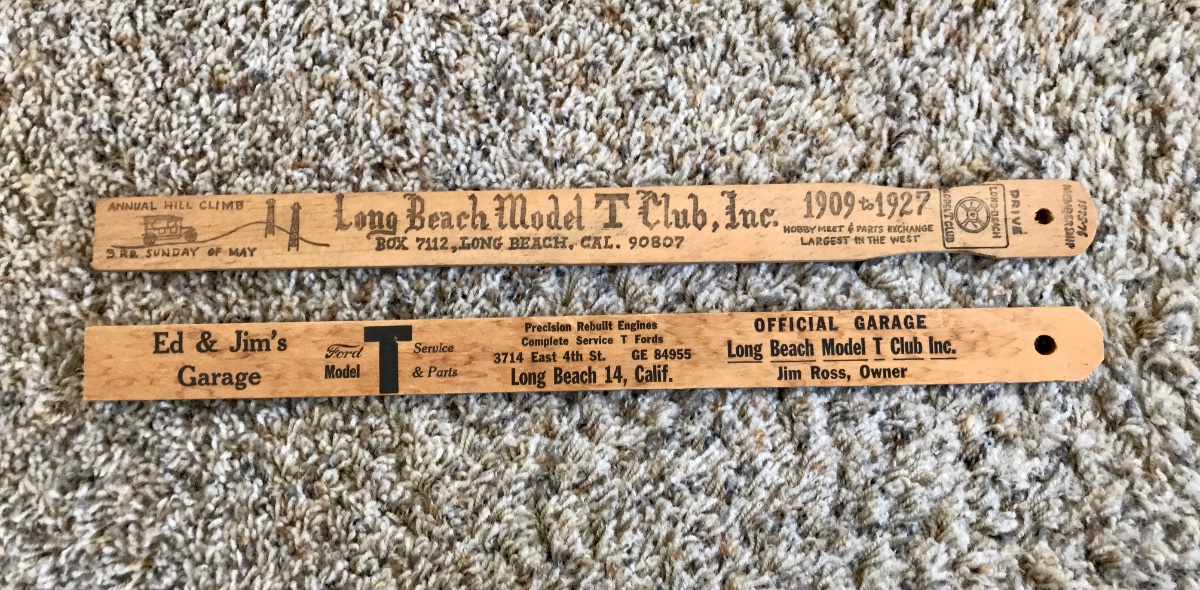 ANNUAL HILL CLIMB
3RD. SUNDAY OF MAY
Long Beach Model T Club, Inc.
BOX 7112, LONG BEACH, CAL. 90807
1909 to 1927
HOBBY MEET & PARTS EXCHANGE
LARGEST IN THE WEST
MODEL T CLUB
LONG BEACH
DRIVE
MEMBERSHIP
Ed & Jim's
Garage
Ford
Model
T
Service
& Parts
Precision Rebuilt Engines
Complete Service T Fords
3714 East 4th St. GE 84955
Long Beach 14, Calif.
OFFICIAL GARAGE
Long Beach Model T Club Inc.
Jim Ross, Owner